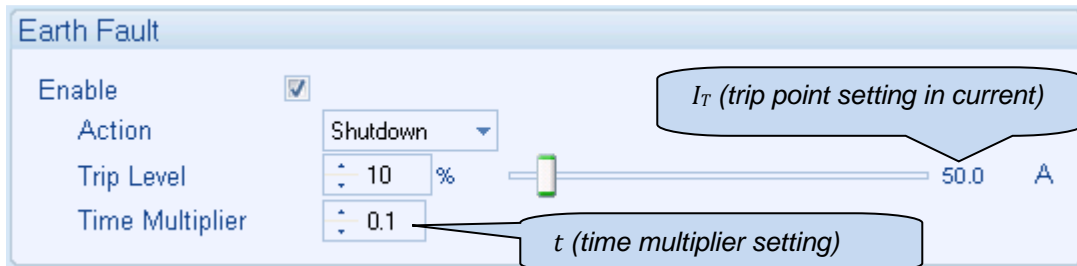 Earth Fault
Enable
I_T (trip point setting in current)
Action Shutdown
Trip Level 10 % 50.0 A
Time Multiplier 0.1
t (time multiplier setting)